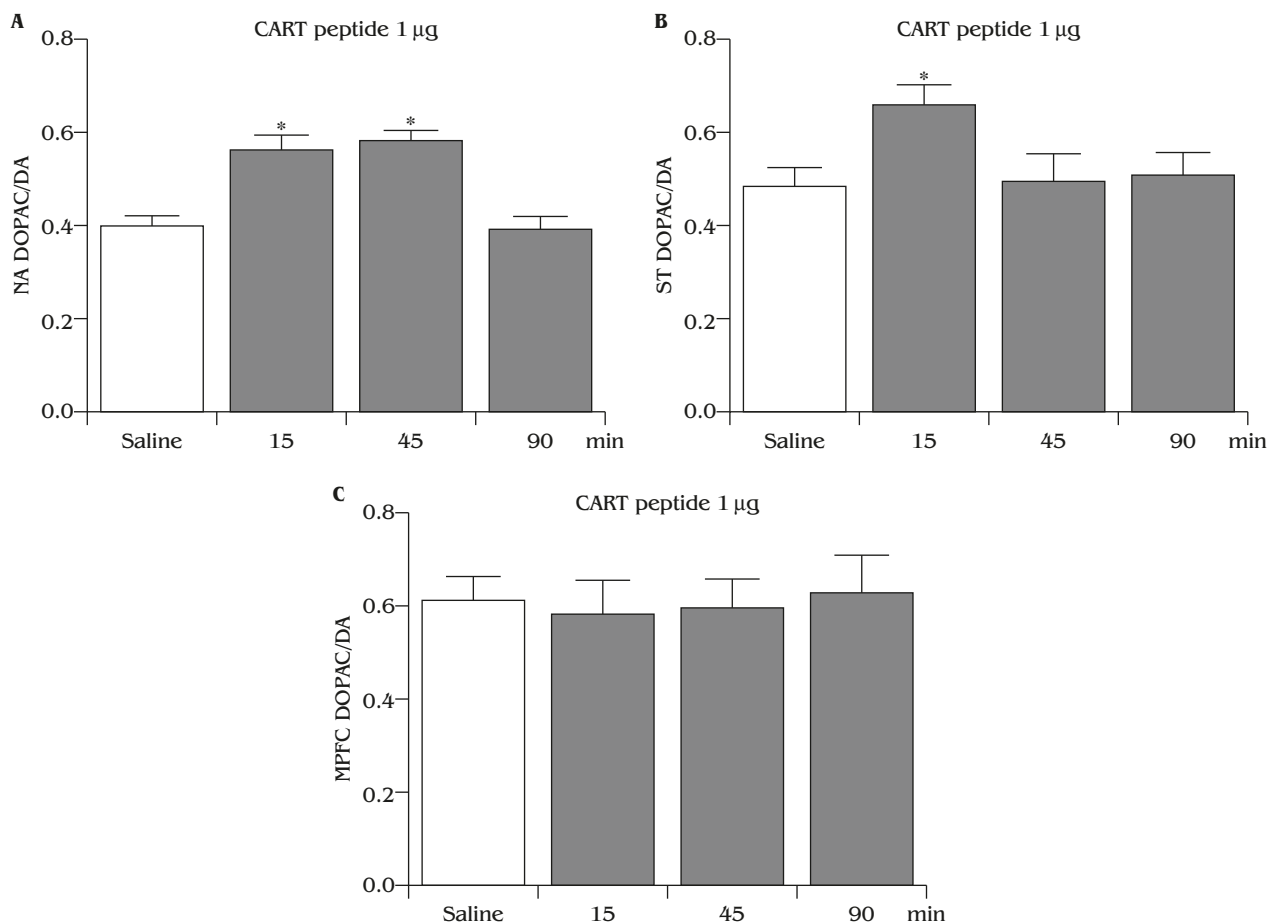 A
CART peptide 1 µg
0.8
0.6
0.4
0.2
0.0
NA DOPAC/DA
*
*
Saline 15 45 90 min
B
CART peptide 1 µg
0.8
0.6
0.4
0.2
0.0
ST DOPAC/DA
*
Saline 15 45 90 min
C
CART peptide 1 µg
0.8
0.6
0.4
0.2
0.0
MPFC DOPAC/DA
Saline 15 45 90 min